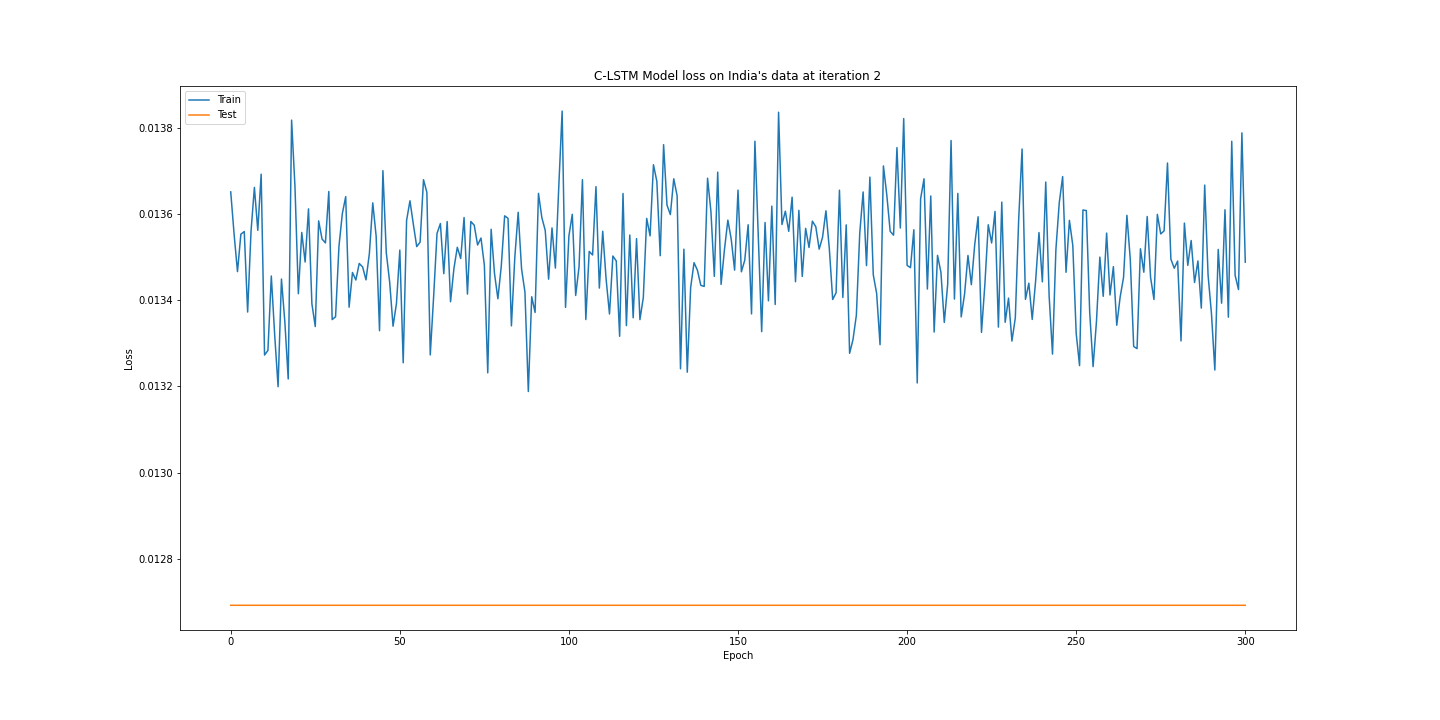 C-LSTM Model loss on India's data at iteration 2
Train
Test
0.0138
0.0136
0.0134
0.0132
0.0130
0.0128
Loss
0 50 100 150 200 250 300
Epoch